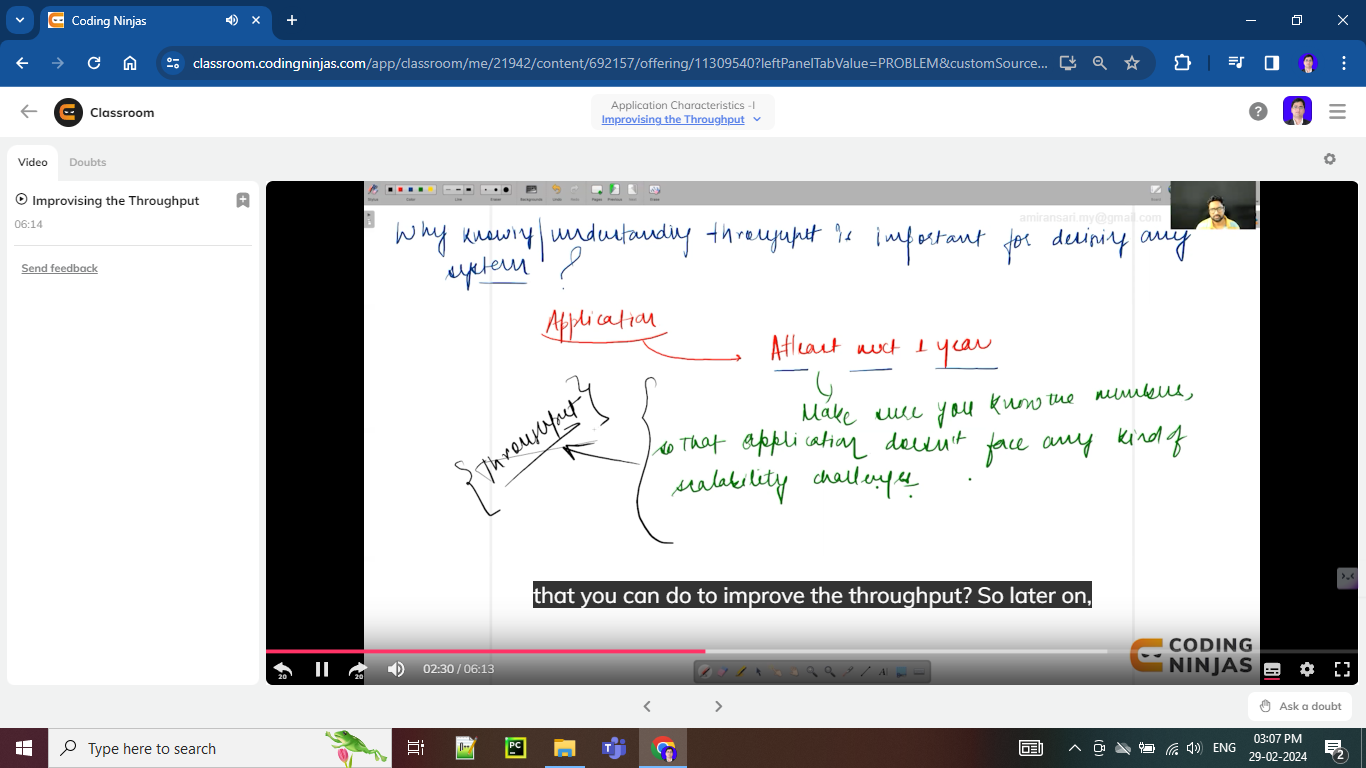 Coding Ninjas
classroom.codingninjas.com/app/classroom/me/21942/content/692157/offering/11309540?leftPanelTabValue=PROBLEM&customSource...
Classroom
Application Characteristics -I
Improvising the Throughput
Video
Doubts
Improvising the Throughput
06:14
Send feedback
amiransari.my@gmail.com
Why knowing/understanding throughput is important for desining any
system ?
Application
Atleast next 1 year
Make sure you know the numbers,
so that application doesn't face any kind of
scalability challenges.
{Throughput}
that you can do to improve the throughput? So later on,
CODING
NINJAS
20
20
02:30 / 06:13
Ask a doubt
Type here to search
ENG
03:07 PM
29-02-2024
2